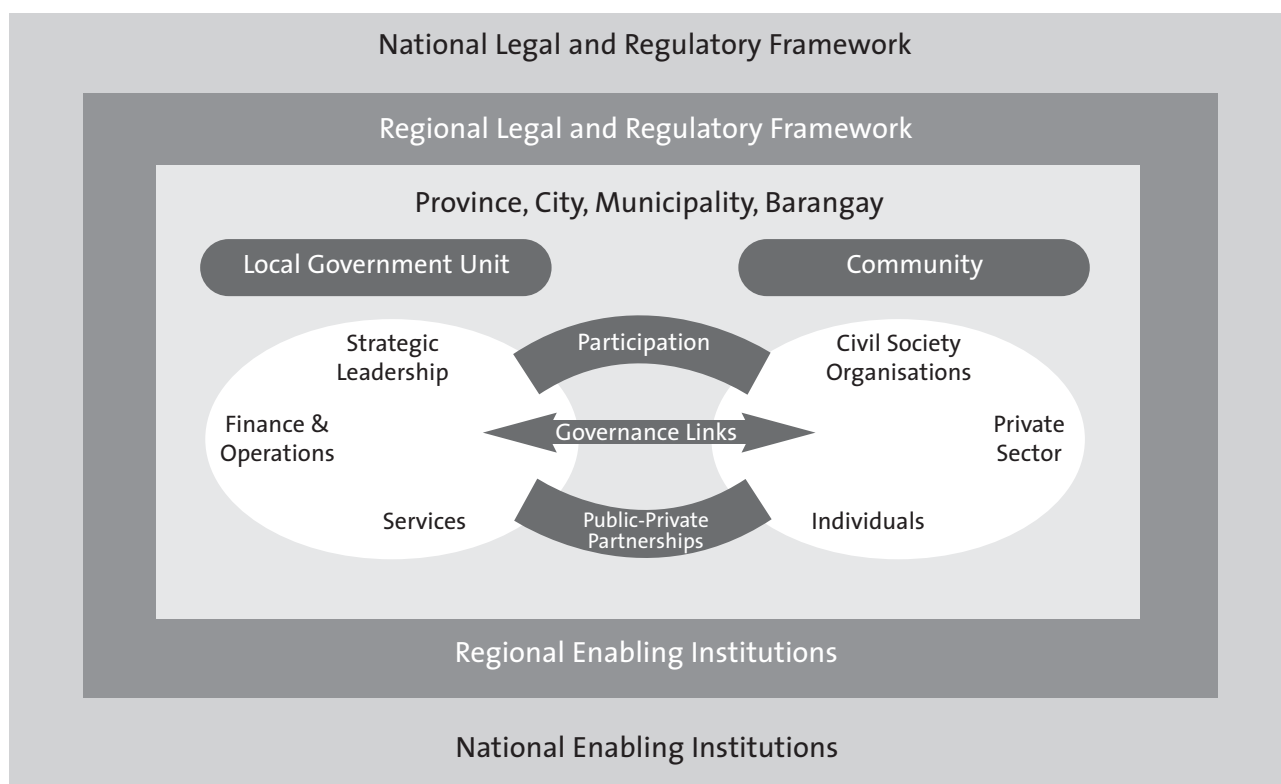 National Legal and Regulatory Framework
Regional Legal and Regulatory Framework
Province, City, Municipality, Barangay
Local Government Unit
Community
Strategic
Leadership
Finance &
Operations
Services
Participation
Governance Links
Public-Private
Partnerships
Civil Society
Organisations
Private
Sector
Individuals
Regional Enabling Institutions
National Enabling Institutions